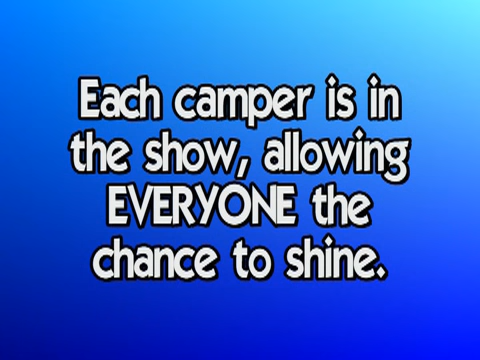 Each camper is in
the show, allowing
EVERYONE the
chance to shine.